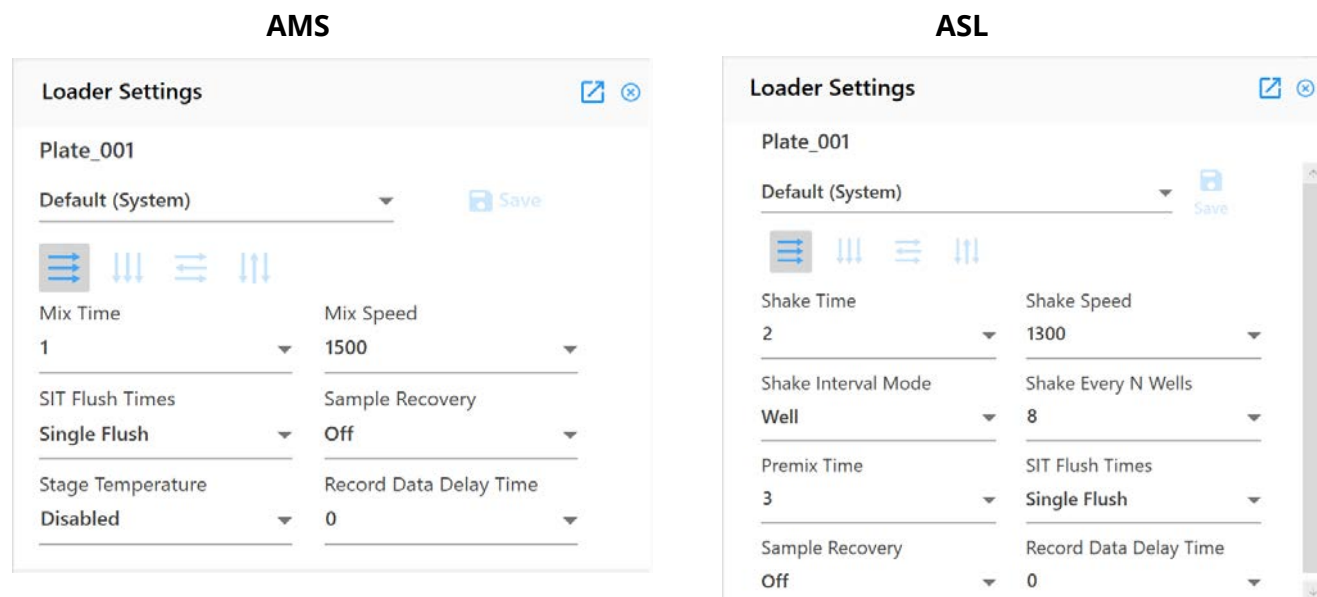 AMS
Loader Settings
Plate_001
Default (System)
Save
Mix Time Mix Speed
1 1500
SIT Flush Times Sample Recovery
Single Flush Off
Stage Temperature Record Data Delay Time
Disabled 0
ASL
Loader Settings
Plate_001
Default (System)
Save
Shake Time Shake Speed
2 1300
Shake Interval Mode Shake Every N Wells
Well 8
Premix Time SIT Flush Times
3 Single Flush
Sample Recovery Record Data Delay Time
Off 0